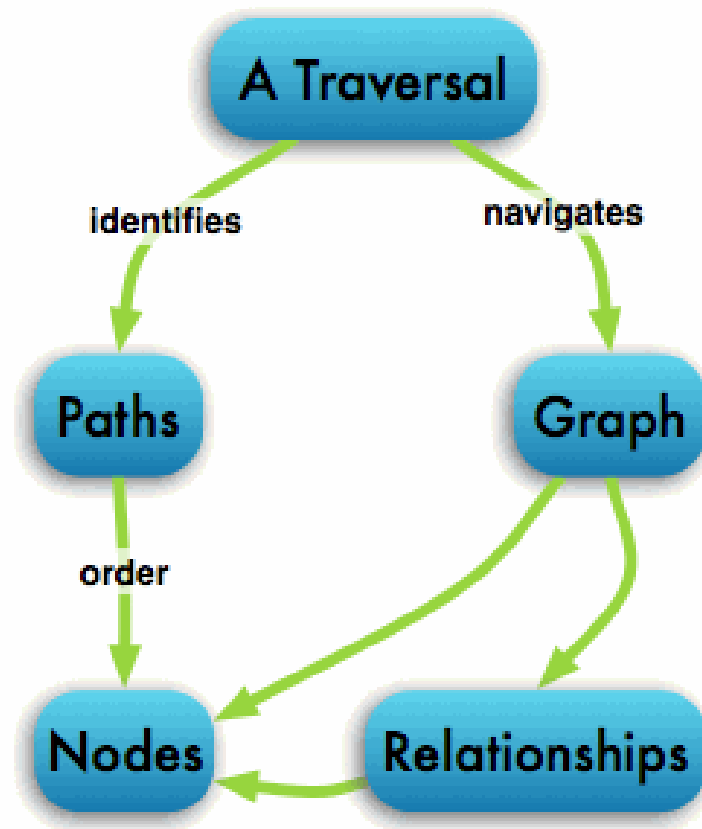 A Traversal
identifies
navigates
Paths
Graph
order
Nodes
Relationships